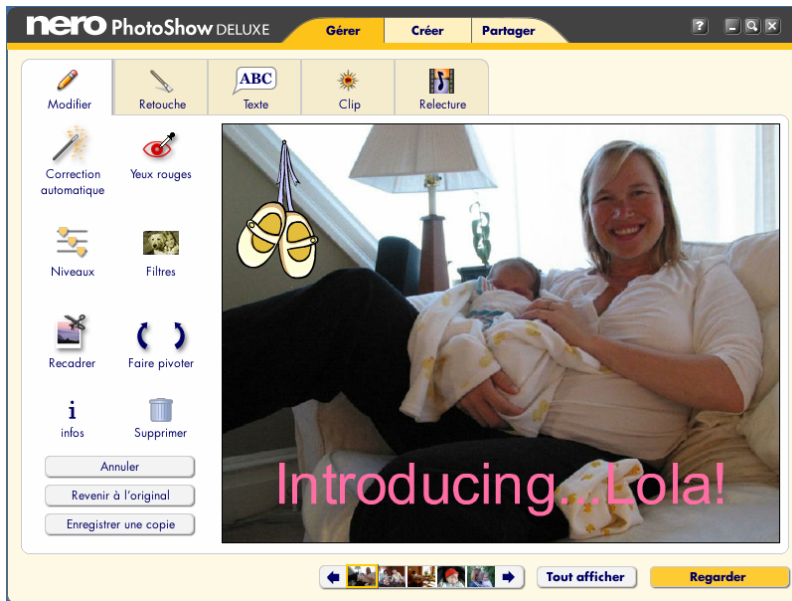 nero PhotoShow DELUXE
Gérer
Créer
Partager
?
Modifier
Retouche
ABC
Texte
Clip
Relecture
Correction
automatique
Yeux rouges
Niveaux
Filtres
Recadrer
Faire pivoter
i
infos
Supprimer
Annuler
Revenir à l'original
Enregistrer une copie
Introducing...Lola!
Tout afficher
Regarder